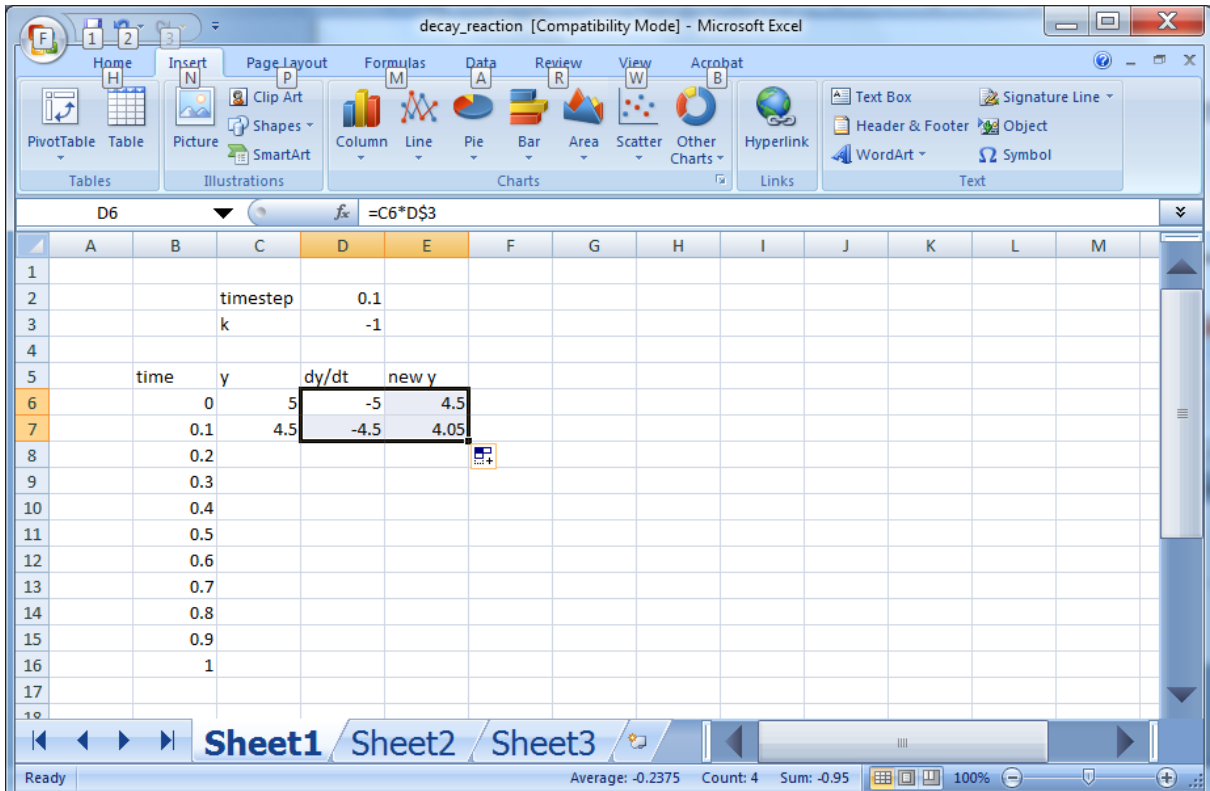 decay_reaction [Compatibility Mode] - Microsoft Excel
F 1 2 3
Home Insert Page Layout Formulas Data Review View Acrobat
H N P M A R W B
PivotTable Table Picture Clip Art Shapes SmartArt Column Line Pie Bar Area Scatter Other Charts Hyperlink Text Box Header & Footer WordArt Signature Line Object Symbol
Tables Illustrations Charts Links Text
D6 fx =C6*D$3
A B C D E F G H I J K L M
1
2 timestep 0.1
3 k -1
4
5 time y dy/dt new y
6 0 5 -5 4.5
7 0.1 4.5 -4.5 4.05
8 0.2
9 0.3
10 0.4
11 0.5
12 0.6
13 0.7
14 0.8
15 0.9
16 1
17
18
Sheet1 Sheet2 Sheet3
Ready Average: -0.2375 Count: 4 Sum: -0.95 100%